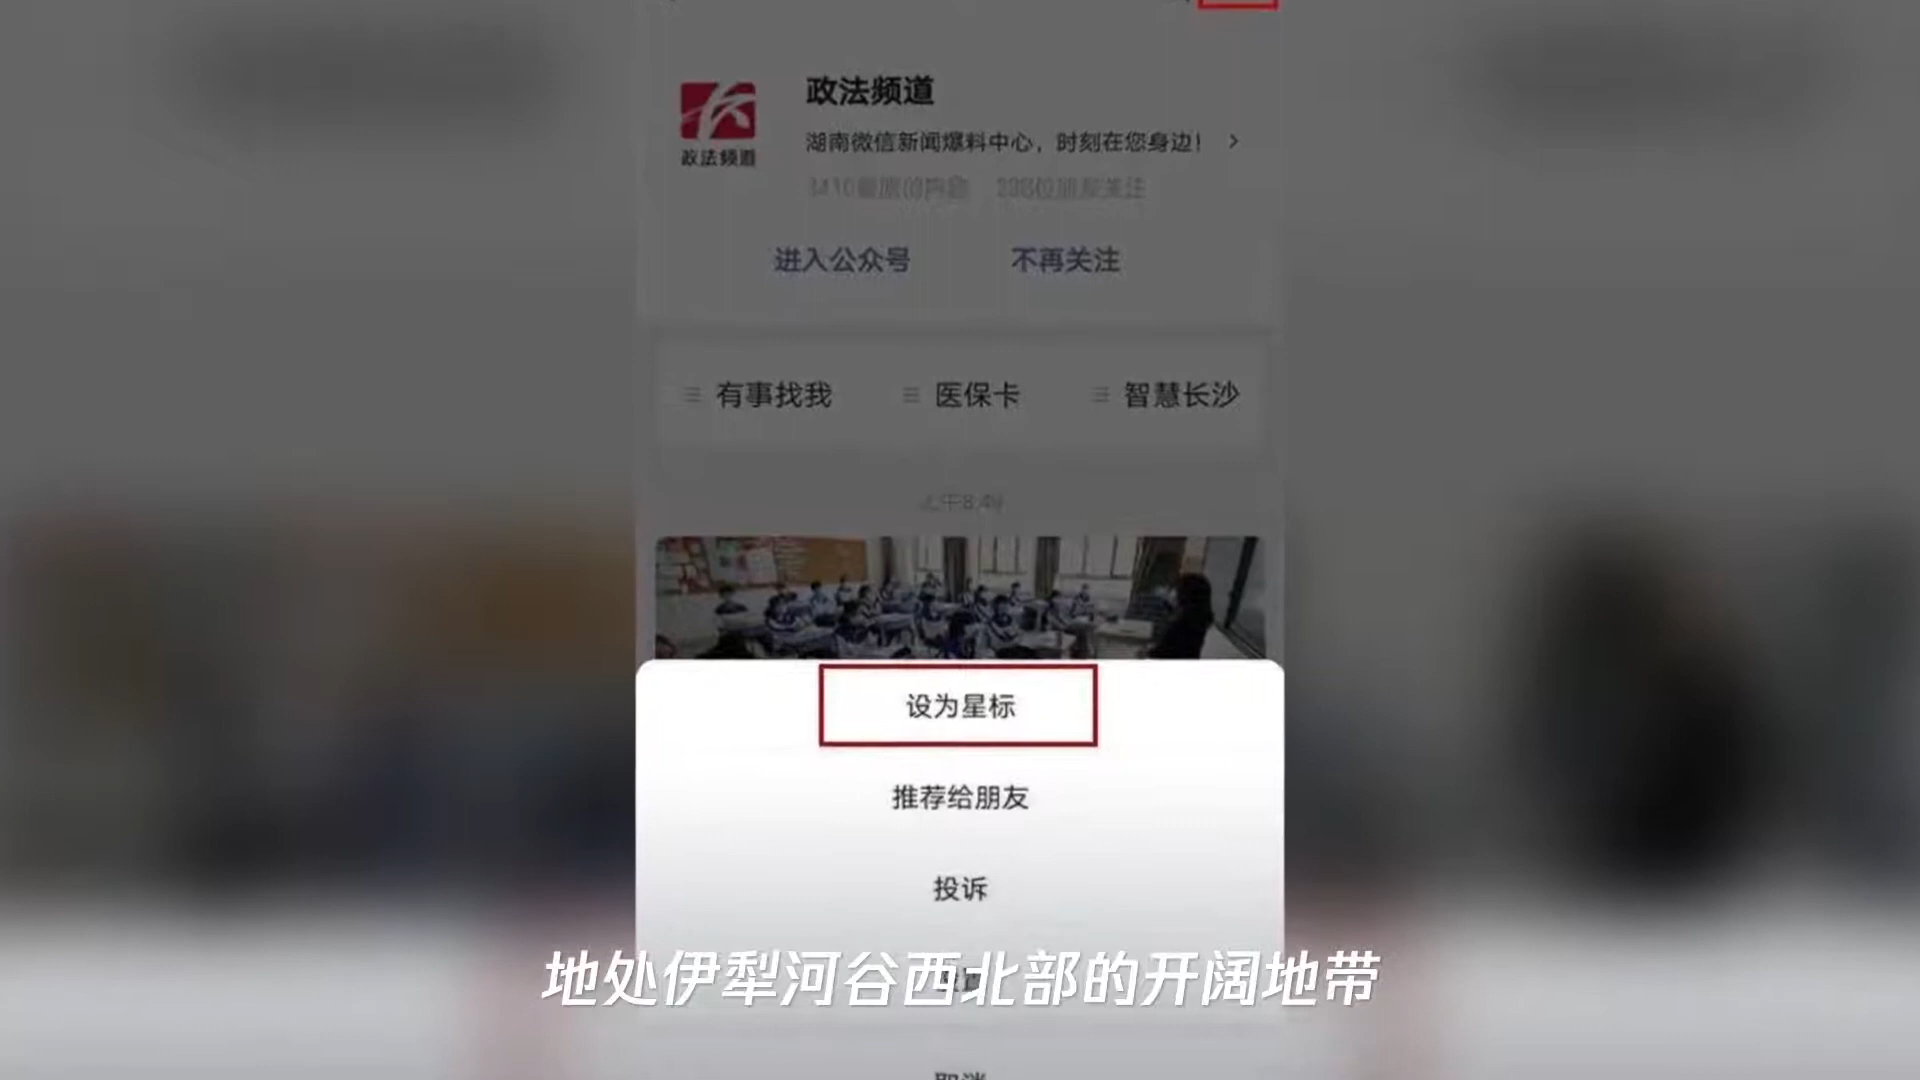 政法频道
政法频道
湖南微信新闻爆料中心，时刻在您身边！
进入公众号 不再关注
有事找我 医保卡 智慧长沙
设为星标
推荐给朋友
投诉
地处伊犁河谷西北部的开阔地带